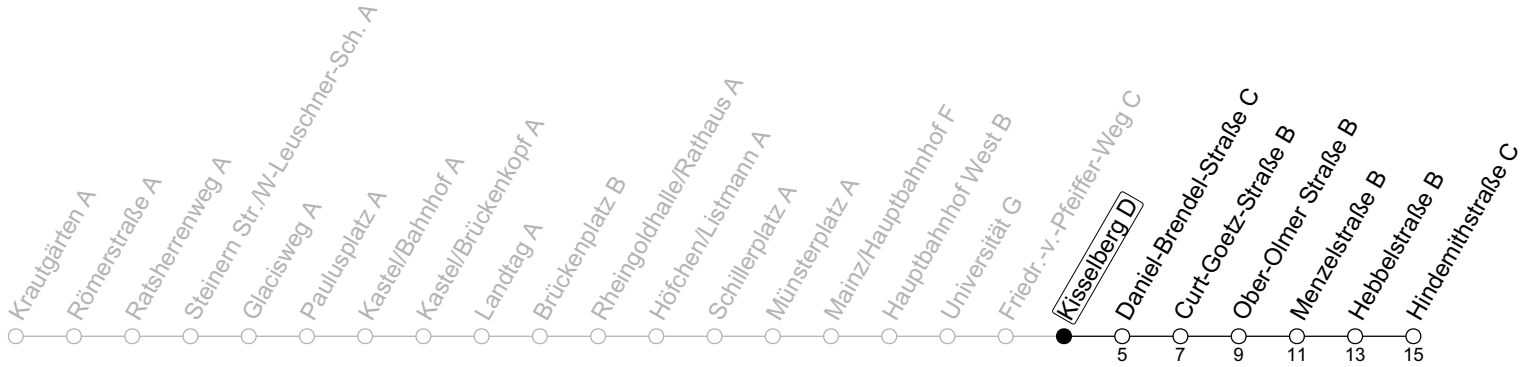 Krautgärten A
Römerstraße A
Ratsherrenweg A
Steinern Str./W-Leuschner-Sch. A
Glacisweg A
Paulusplatz A
Kastel/Bahnhof A
Kastel/Brückenkopf A
Landtag A
Brückenplatz B
Rheingoldhalle/Rathaus A
Höfchen/Listmann A
Schillerplatz A
Münsterplatz A
Mainz/Hauptbahnhof F
Hauptbahnhof West B
Universität G
Friedr.-v.-Pfeiffer-Weg C
Kisselberg D
Daniel-Brendel-Straße C
Curt-Goetz-Straße B
Ober-Olmer Straße B
Menzelstraße B
Hebbelstraße B
Hindemithstraße C
5 7 9 11 13 15